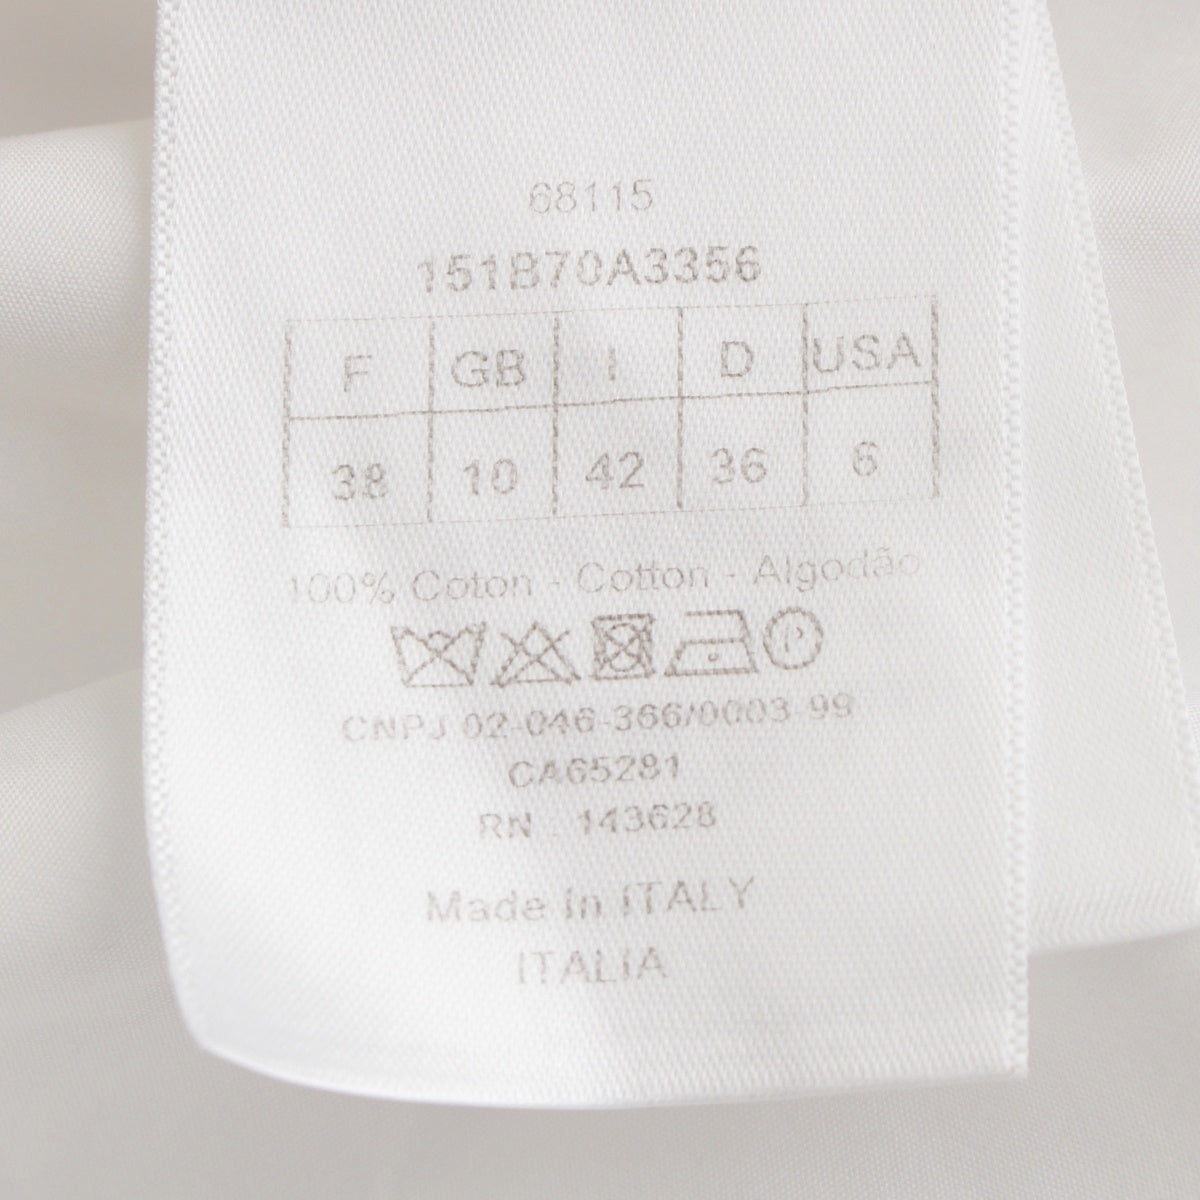 68115
151B70A3356
F GB I D USA
38 10 42 36 6
100% Coton - Cotton - Algodão
P
CNPJ 02-046-366/0003-99
CA65281
RN : 143628
Made in ITALY
ITALIA